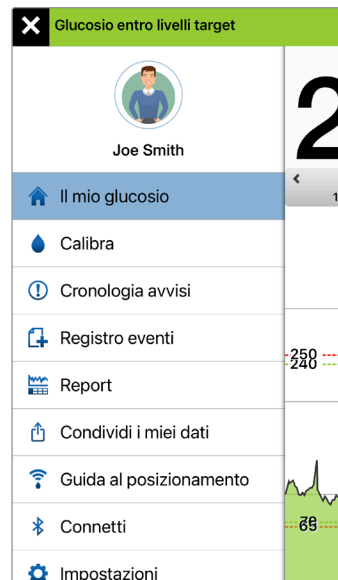 Glucosio entro livelli target
Joe Smith
2
Il mio glucosio
1
Calibra
Cronologia avvisi
Registro eventi
250
240
Report
Condividi i miei dati
Guida al posizionamento
70
65
Connetti
Impostazioni